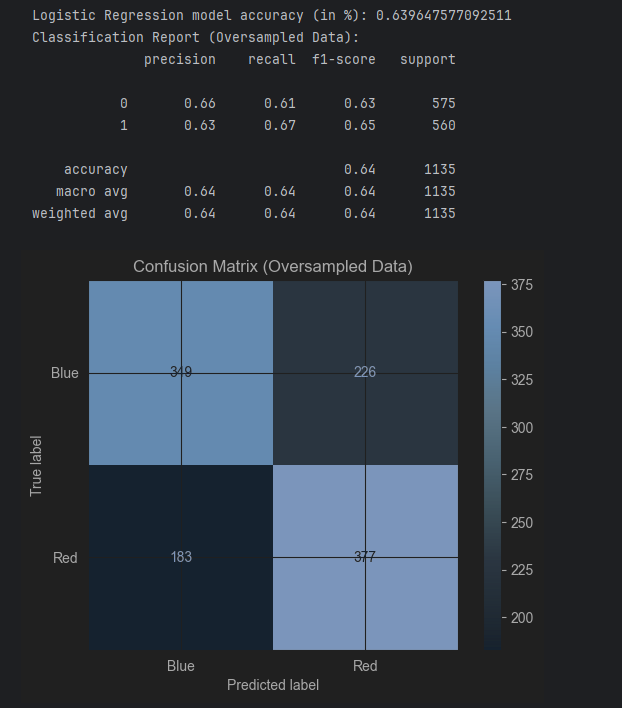 Logistic Regression model accuracy (in %): 0.639647577092511
Classification Report (Oversampled Data):
precision recall f1-score support
0 0.66 0.61 0.63 575
1 0.63 0.67 0.65 560
accuracy 0.64 1135
macro avg 0.64 0.64 0.64 1135
weighted avg 0.64 0.64 0.64 1135
Confusion Matrix (Oversampled Data)
375
350
325
300
275
250
225
200
True label
Blue
349 226
Red
183 377
Blue Red
Predicted label